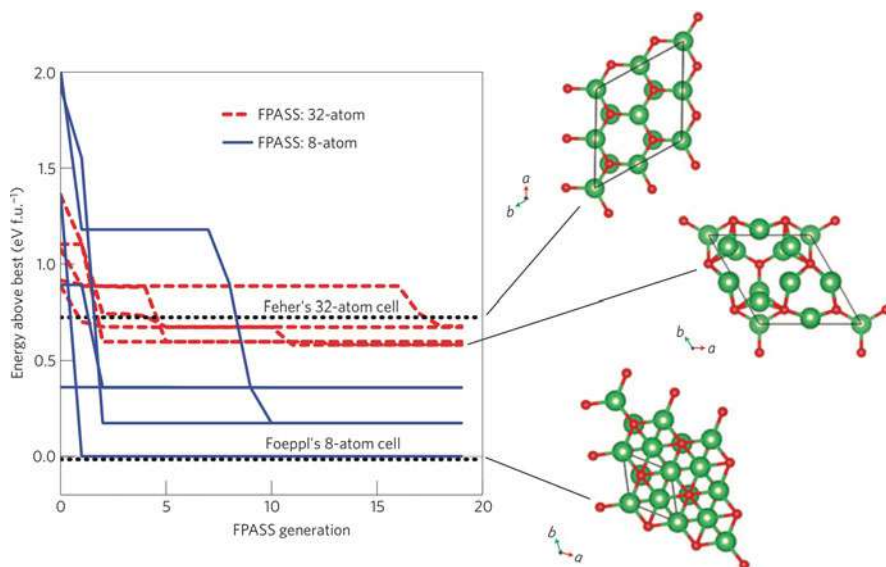 2.0
1.5
1.0
0.5
0.0
Energy above best (eV f.u.⁻¹)
FPASS: 32-atom
FPASS: 8-atom
Feher's 32-atom cell
Foeppl's 8-atom cell
0
5
10
15
20
FPASS generation
a
b
b
a
b
a